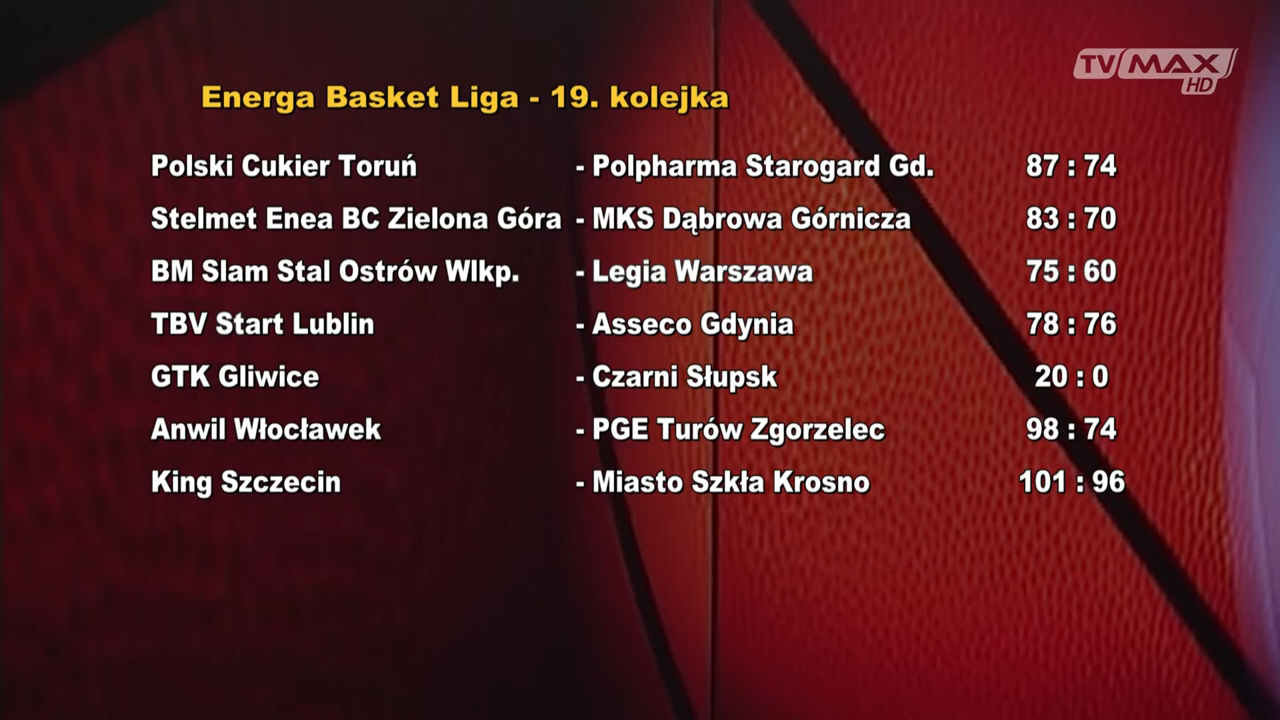 TV MAX HD
Energa Basket Liga - 19. kolejka
Polski Cukier Toruń - Polpharma Starogard Gd. 87 : 74
Stelmet Enea BC Zielona Góra - MKS Dąbrowa Górnicza 83 : 70
BM Slam Stal Ostrów Wlkp. - Legia Warszawa 75 : 60
TBV Start Lublin - Asseco Gdynia 78 : 76
GTK Gliwice - Czarni Słupsk 20 : 0
Anwil Włocławek - PGE Turów Zgorzelec 98 : 74
King Szczecin - Miasto Szkła Krosno 101 : 96